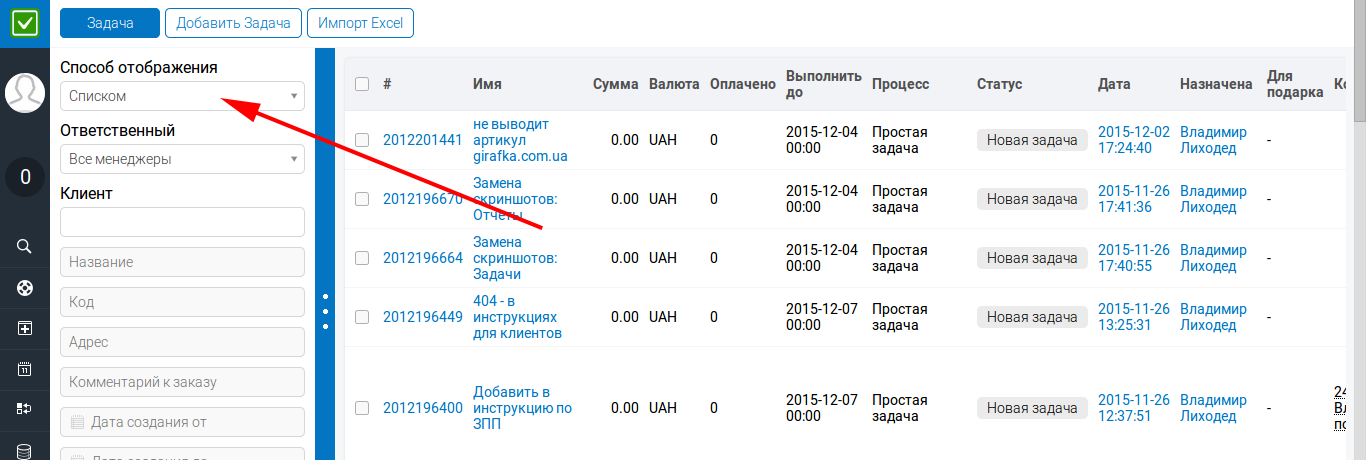 Задача
Добавить Задача
Импорт Excel
0
11
Способ отображения
Списком
Ответственный
Все менеджеры
Клиент
Название
Код
Адрес
Комментарий к заказу
Дата создания от
# Имя Сумма Валюта Оплачено Выполнить до Процесс Статус Дата Назначена Для подарка
2012201441
не выводит
артикул
girafka.com.ua
0.00 UAH 0
2015-12-04
00:00
Простая
задача
Новая задача
2015-12-02
17:24:40
Владимир
Лиходед
-
2012196670
Замена
скриншотов:
Отчеты
0.00 UAH 0
2015-12-04
00:00
Простая
задача
Новая задача
2015-11-26
17:41:36
Владимир
Лиходед
-
2012196664
Замена
скриншотов:
Задачи
0.00 UAH 0
2015-12-04
00:00
Простая
задача
Новая задача
2015-11-26
17:40:55
Владимир
Лиходед
-
2012196449
404 - в
инструкциях
для клиентов
0.00 UAH 0
2015-12-07
00:00
Простая
задача
Новая задача
2015-11-26
13:25:31
Владимир
Лиходед
-
2012196400
Добавить в
инструкцию по
ЗПП
0.00 UAH 0
2015-12-07
00:00
Простая
задача
Новая задача
2015-11-26
12:37:51
Владимир
Лиходед
-